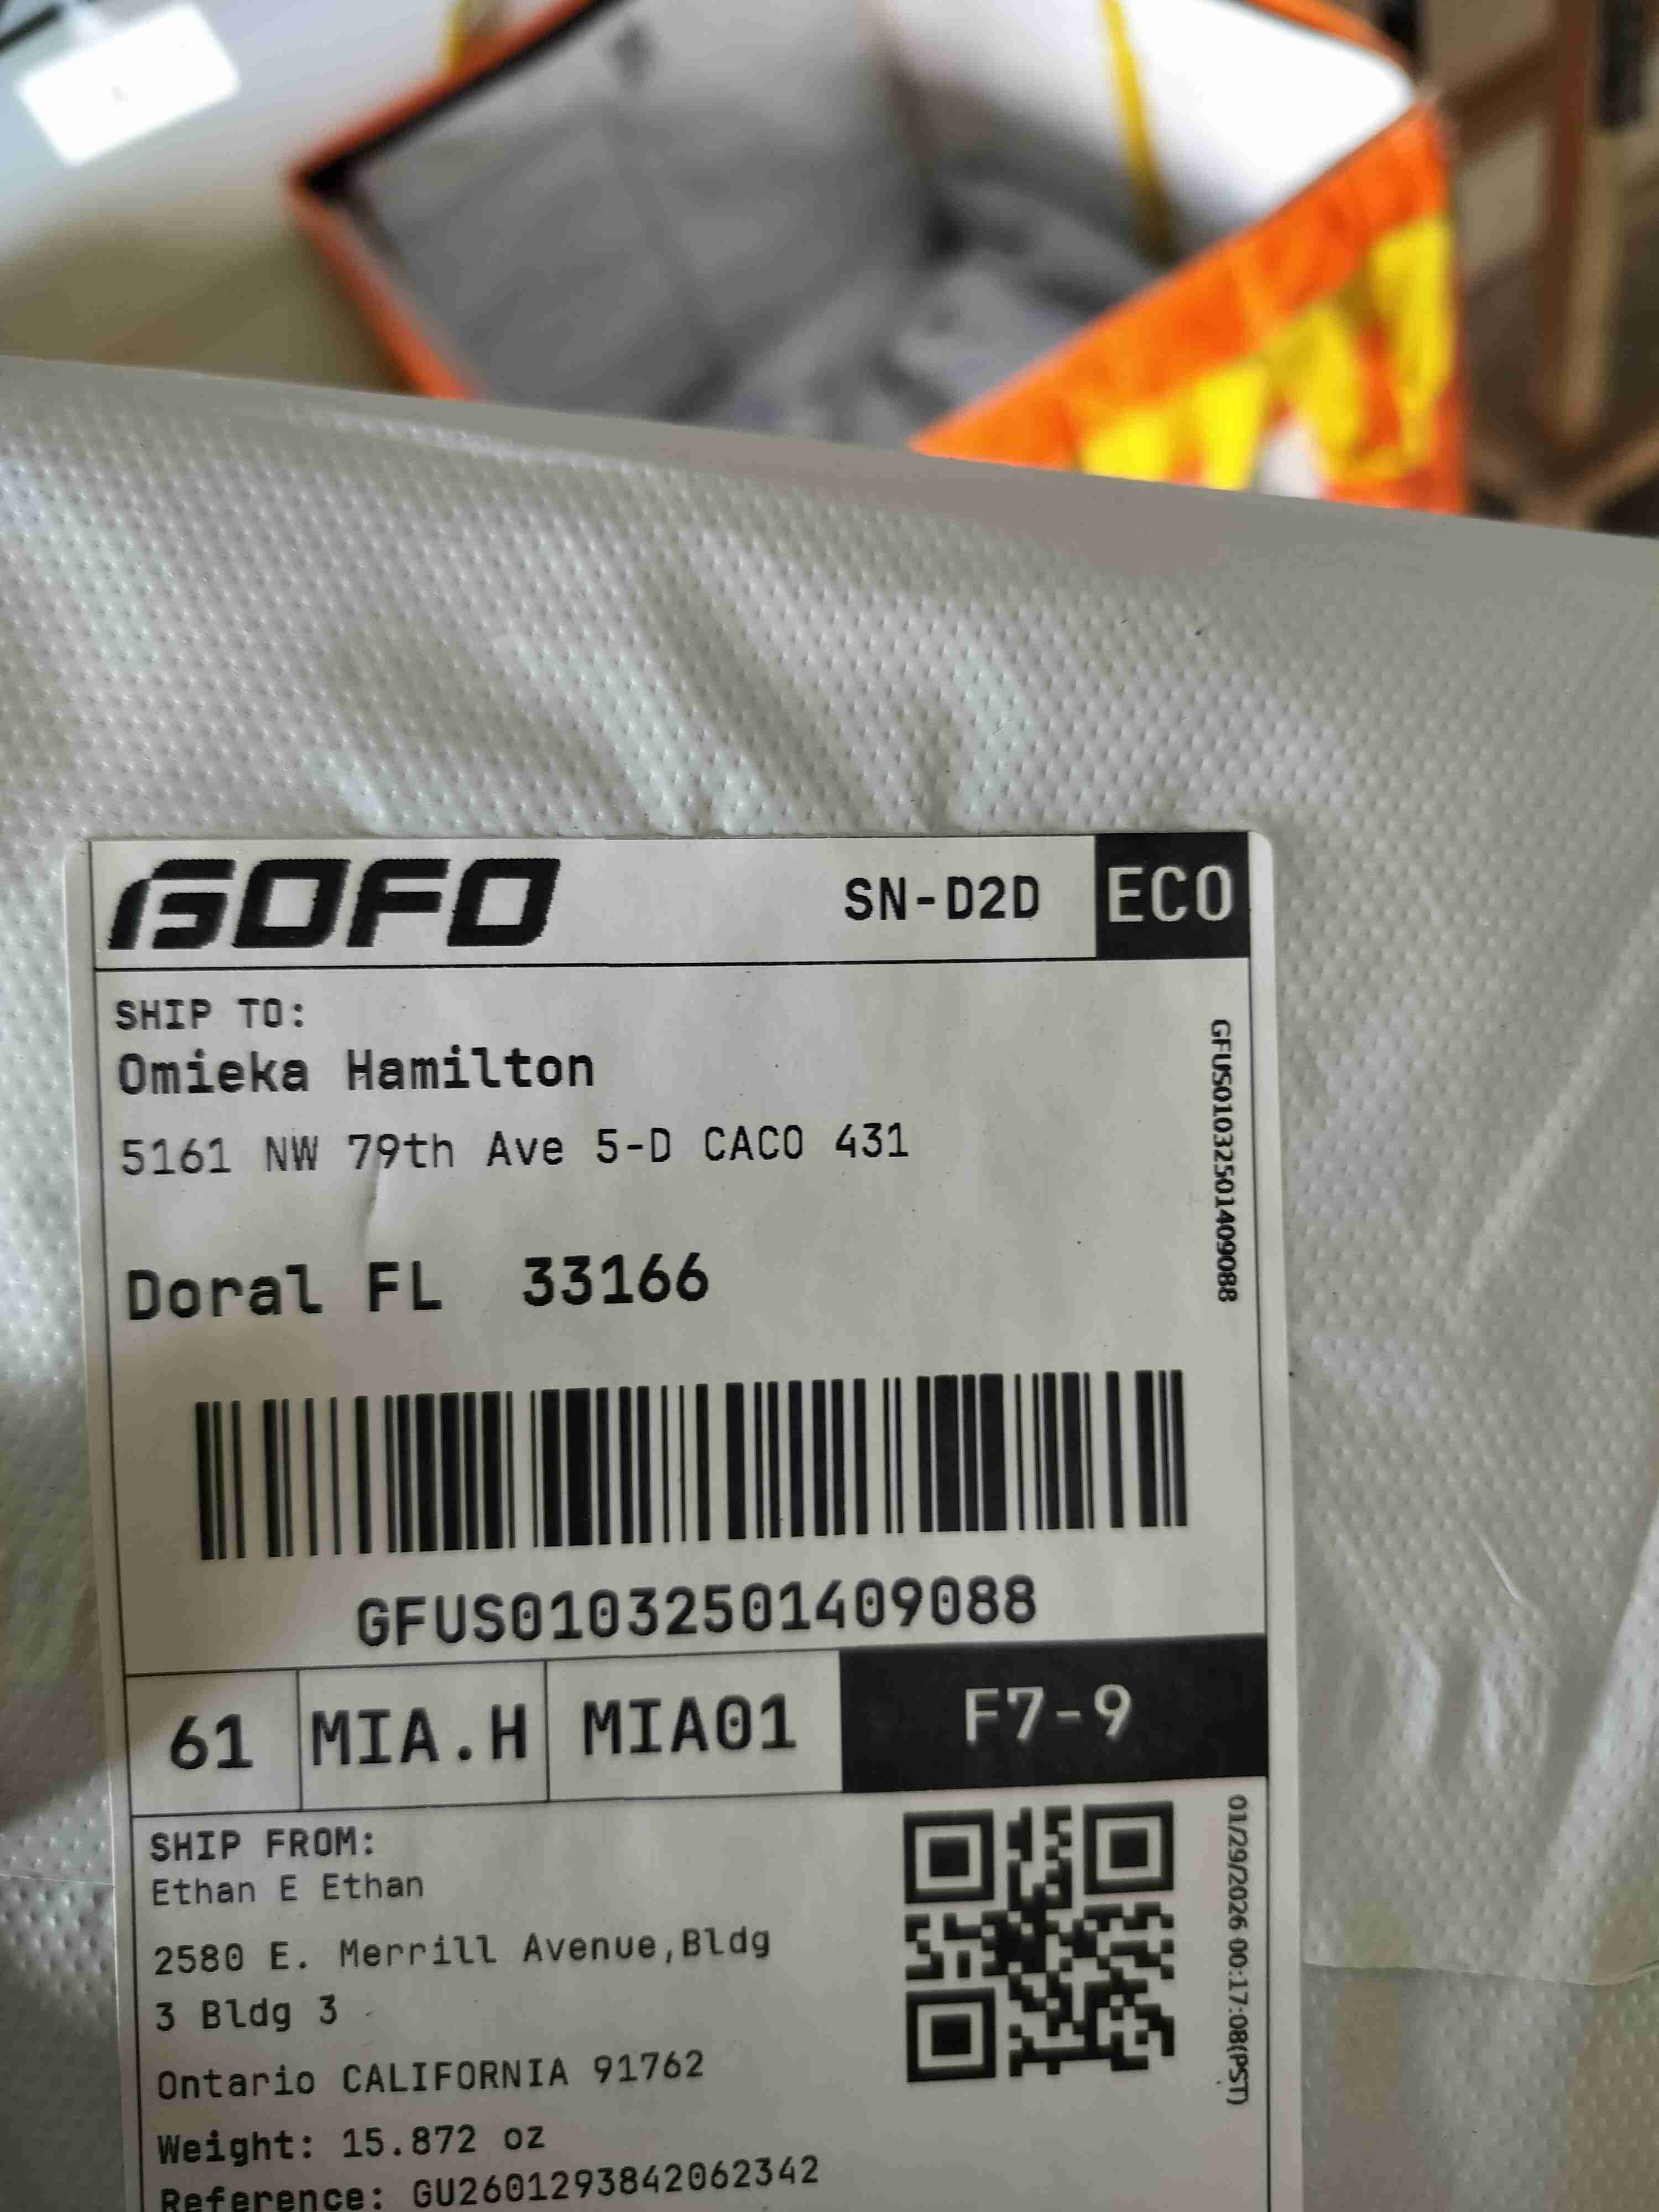 GOFO SN-D2D ECO
SHIP TO:
Omieka Hamilton
5161 NW 79th Ave 5-D CACO 431
Doral FL 33166
GFUS01032501409088
GFUS01032501409088
61 MIA.H MIA01 F7-9
SHIP FROM:
Ethan E Ethan
2580 E. Merrill Avenue,Bldg
3 Bldg 3
Ontario CALIFORNIA 91762
Weight: 15.872 oz
Reference: GU2601293842062342
01/29/2026 00:17:08(PST)